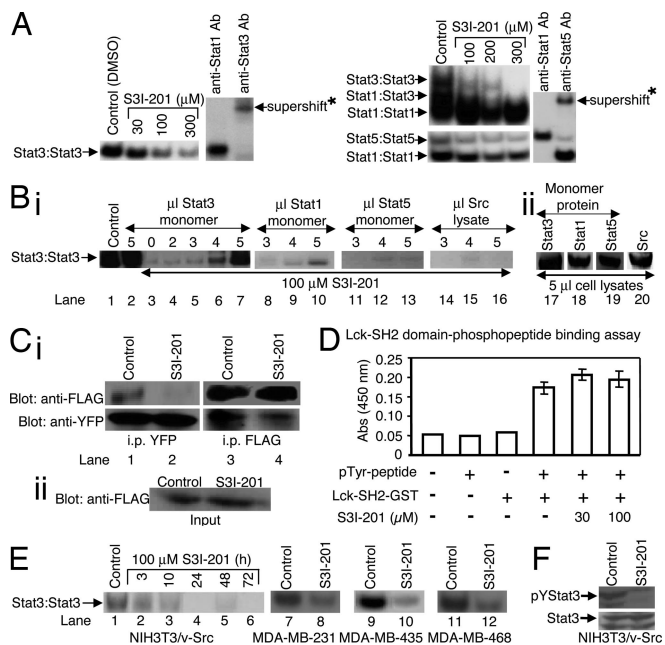 A
Control (DMSO)
S3I-201 (µM)
30 100 300
anti-Stat1 Ab
anti-Stat3 Ab
supershift*
Stat3:Stat3
Control
S3I-201 (µM)
100 200 300
anti-Stat1 Ab
anti-Stat5 Ab
Stat3:Stat3
Stat1:Stat3
Stat1:Stat1
supershift*
Stat5:Stat5
Stat1:Stat1
B i
Control
µl Stat3 monomer
µl Stat1 monomer
µl Stat5 monomer
µl Src lysate
5 0 2 3 4 5 3 4 5 3 4 5 3 4 5
Stat3:Stat3
100 µM S3I-201
Lane 1 2 3 4 5 6 7 8 9 10 11 12 13 14 15 16
ii
Monomer protein
Stat3 Stat1 Stat5 Src
5 µl cell lysates
17 18 19 20
C i
Control S3I-201 Control S3I-201
Blot: anti-FLAG
Blot: anti-YFP
i.p. YFP i.p. FLAG
Lane 1 2 3 4
ii
Control S3I-201
Blot: anti-FLAG
Input
D
Lck-SH2 domain-phosphopeptide binding assay
Abs (450 nm)
0.25
0.20
0.15
0.10
0.05
0
pTyr-peptide - + - + + +
Lck-SH2-GST - - + + + +
S3I-201 (µM) - - - - 30 100
E
Control
100 µM S3I-201 (h)
3 10 24 48 72
Control S3I-201 Control S3I-201 Control S3I-201
Stat3:Stat3
Lane 1 2 3 4 5 6 7 8 9 10 11 12
NIH3T3/v-Src MDA-MB-231 MDA-MB-435 MDA-MB-468
F
Control S3I-201
pYStat3
Stat3
NIH3T3/v-Src